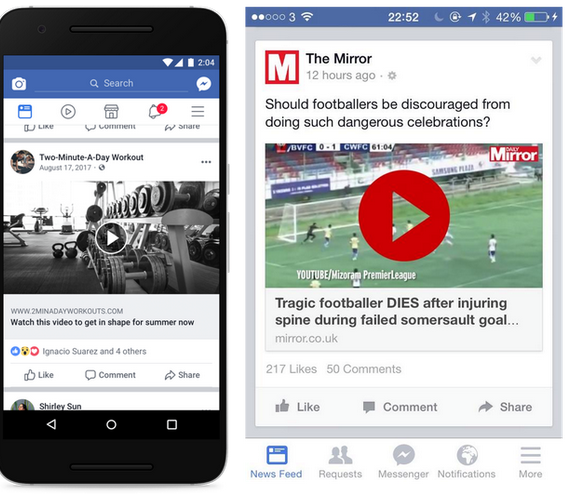 2:04
Search
2
Like Comment Share
Two-Minute-A-Day Workout
August 17, 2017
WWW.2MINADAYWORKOUTS.COM
Watch this video to get in shape for summer now
Ignacio Suarez and 4 others
Like Comment Share
Shirley Sun
3 22:52 42%
M The Mirror
12 hours ago
Should footballers be discouraged from
doing such dangerous celebrations?
/BVFC 0 - 1 CWFC 61:04
DAILY
Mirror
SAMSUNG PLAZA
YOUTUBE/Mizoram PremierLeague
Tragic footballer DIES after injuring
spine during failed somersault goal...
mirror.co.uk
217 Likes 50 Comments
Like Comment Share
News Feed Requests Messenger Notifications More